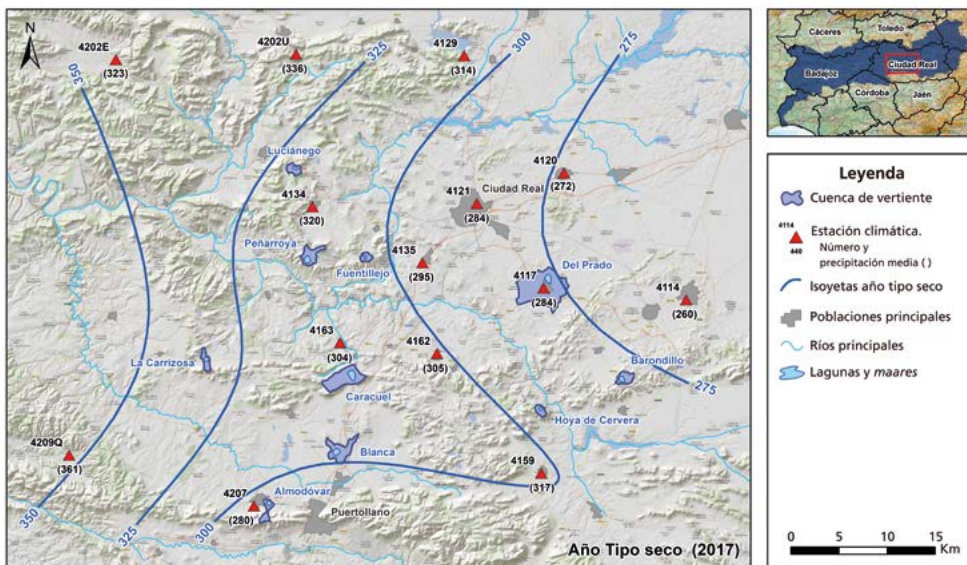 N
4202E
(323)
350
4202U
(336)
325
4129
(314)
300
275
Luciánego
4134
(320)
4121
Ciudad Real
(284)
4120
(272)
Peñarroya
Fuentillejo
4135
(295)
Del Prado
4117
(284)
4114
(260)
La Carrizosa
4163
(304)
4162
(305)
Caracuel
Barondillo
275
Hoya de Cervera
4209Q
(361)
Blanca
4159
(317)
4207
(280)
Almodóvar
Puertollano
350
325
300
Año Tipo seco (2017)
Cáceres
Toledo
Badajoz
Ciudad Real
Córdoba
Jaén
Leyenda
Cuenca de vertiente
4114
440
Estación climática.
Número y
precipitación media ( )
Isoyetas año tipo seco
Poblaciones principales
Ríos principales
Lagunas y maares
0 5 10 15
Km